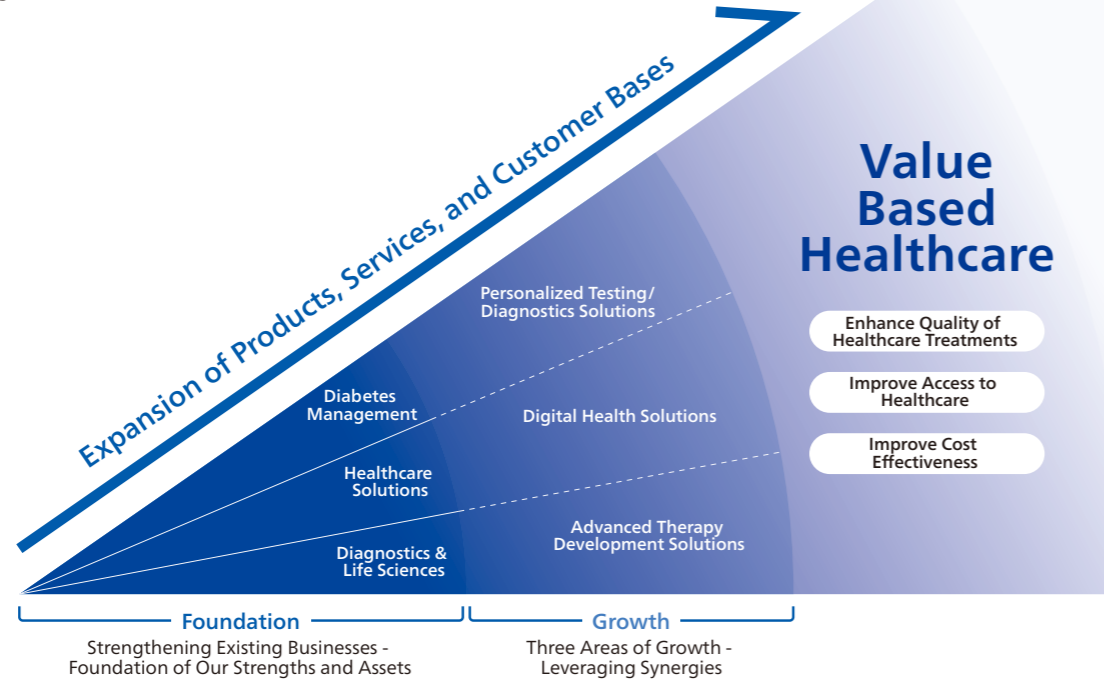 Expansion of Products, Services, and Customer Bases
Value
Based
Healthcare
Enhance Quality of
Healthcare Treatments
Improve Access to
Healthcare
Improve Cost
Effectiveness
Personalized Testing/
Diagnostics Solutions
Digital Health Solutions
Advanced Therapy
Development Solutions
Diabetes
Management
Healthcare
Solutions
Diagnostics &
Life Sciences
Foundation
Strengthening Existing Businesses -
Foundation of Our Strengths and Assets
Growth
Three Areas of Growth -
Leveraging Synergies